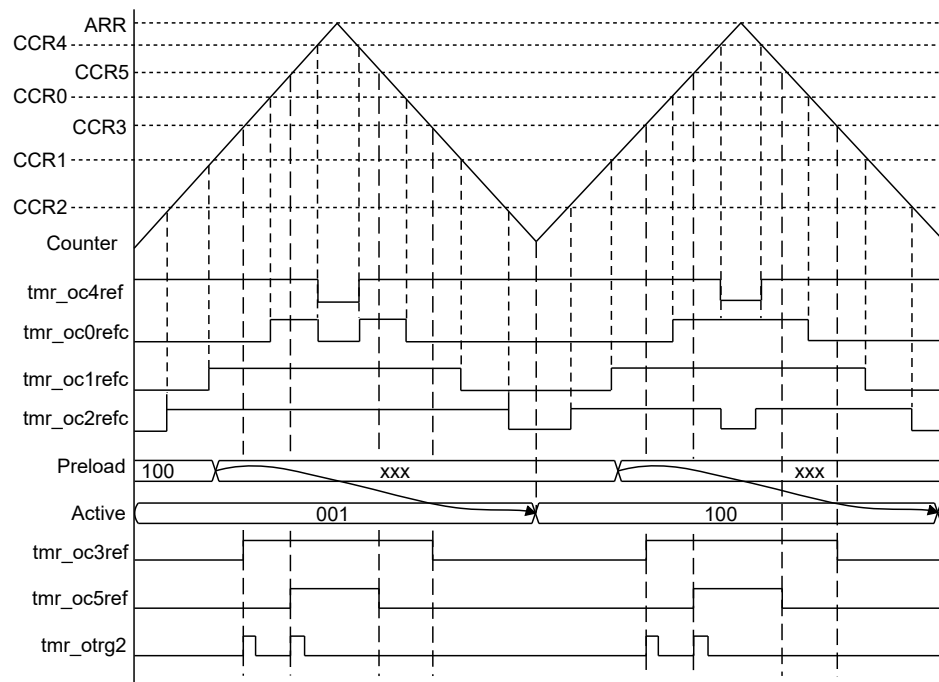 ARR
CCR4
CCR5
CCR0
CCR3
CCR1
CCR2
Counter
tmr_oc4ref
tmr_oc0refc
tmr_oc1refc
tmr_oc2refc
Preload 100 xxx xxx
Active 001 100
tmr_oc3ref
tmr_oc5ref
tmr_otrg2